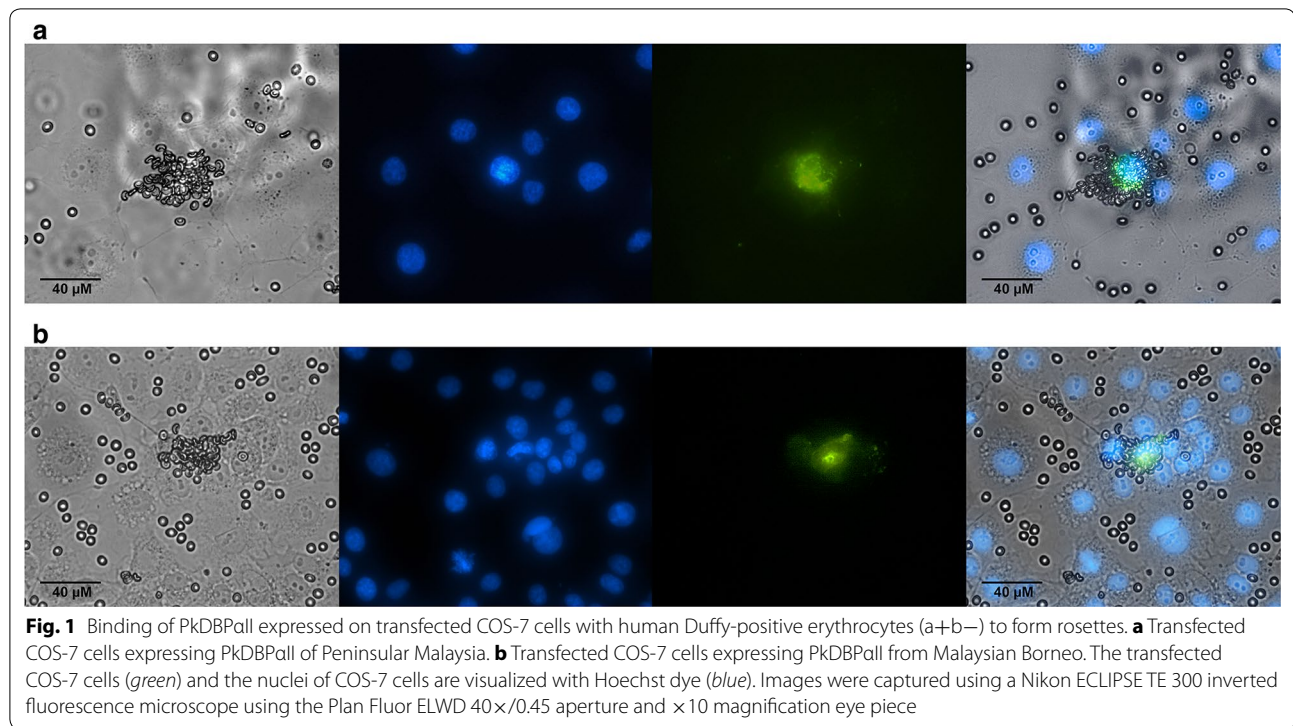 a
40 µM
40 µM
b
40 µM
40 µM
Fig. 1 Binding of PkDBPαII expressed on transfected COS-7 cells with human Duffy-positive erythrocytes (a+b−) to form rosettes. a Transfected
COS-7 cells expressing PkDBPαII of Peninsular Malaysia. b Transfected COS-7 cells expressing PkDBPαII from Malaysian Borneo. The transfected
COS-7 cells (green) and the nuclei of COS-7 cells are visualized with Hoechst dye (blue). Images were captured using a Nikon ECLIPSE TE 300 inverted
fluorescence microscope using the Plan Fluor ELWD 40×/0.45 aperture and ×10 magnification eye piece